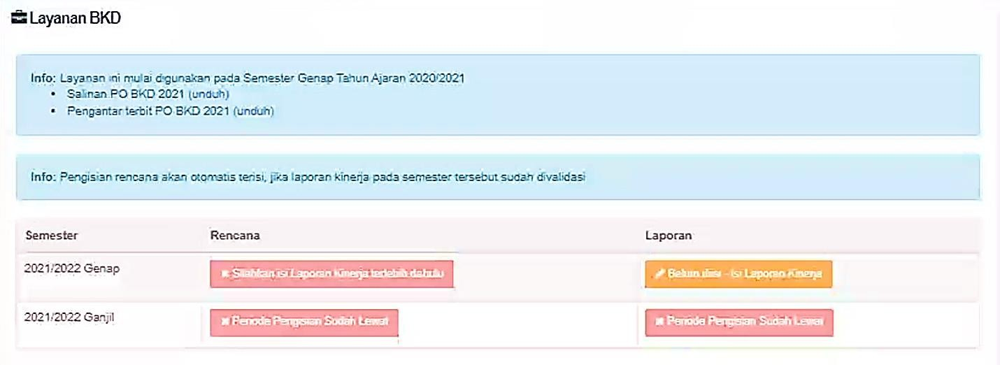 Layanan BKD
Info: Layanan ini mulai digunakan pada Semester Genap Tahun Ajaran 2020/2021
• Salinan PO BKD 2021 (unduh)
• Pengantar terbit PO BKD 2021 (unduh)
Info: Pengisian rencana akan otomatis terisi, jika laporan kinerja pada semester tersebut sudah divalidasi
Semester Rencana Laporan
2021/2022 Genap Silahkan isi Laporan Kinerja terlebih dahulu Belum diisi - Isi Laporan Kinerja
2021/2022 Ganjil Periode Pengisian Sudah Lewat Periode Pengisian Sudah Lewat